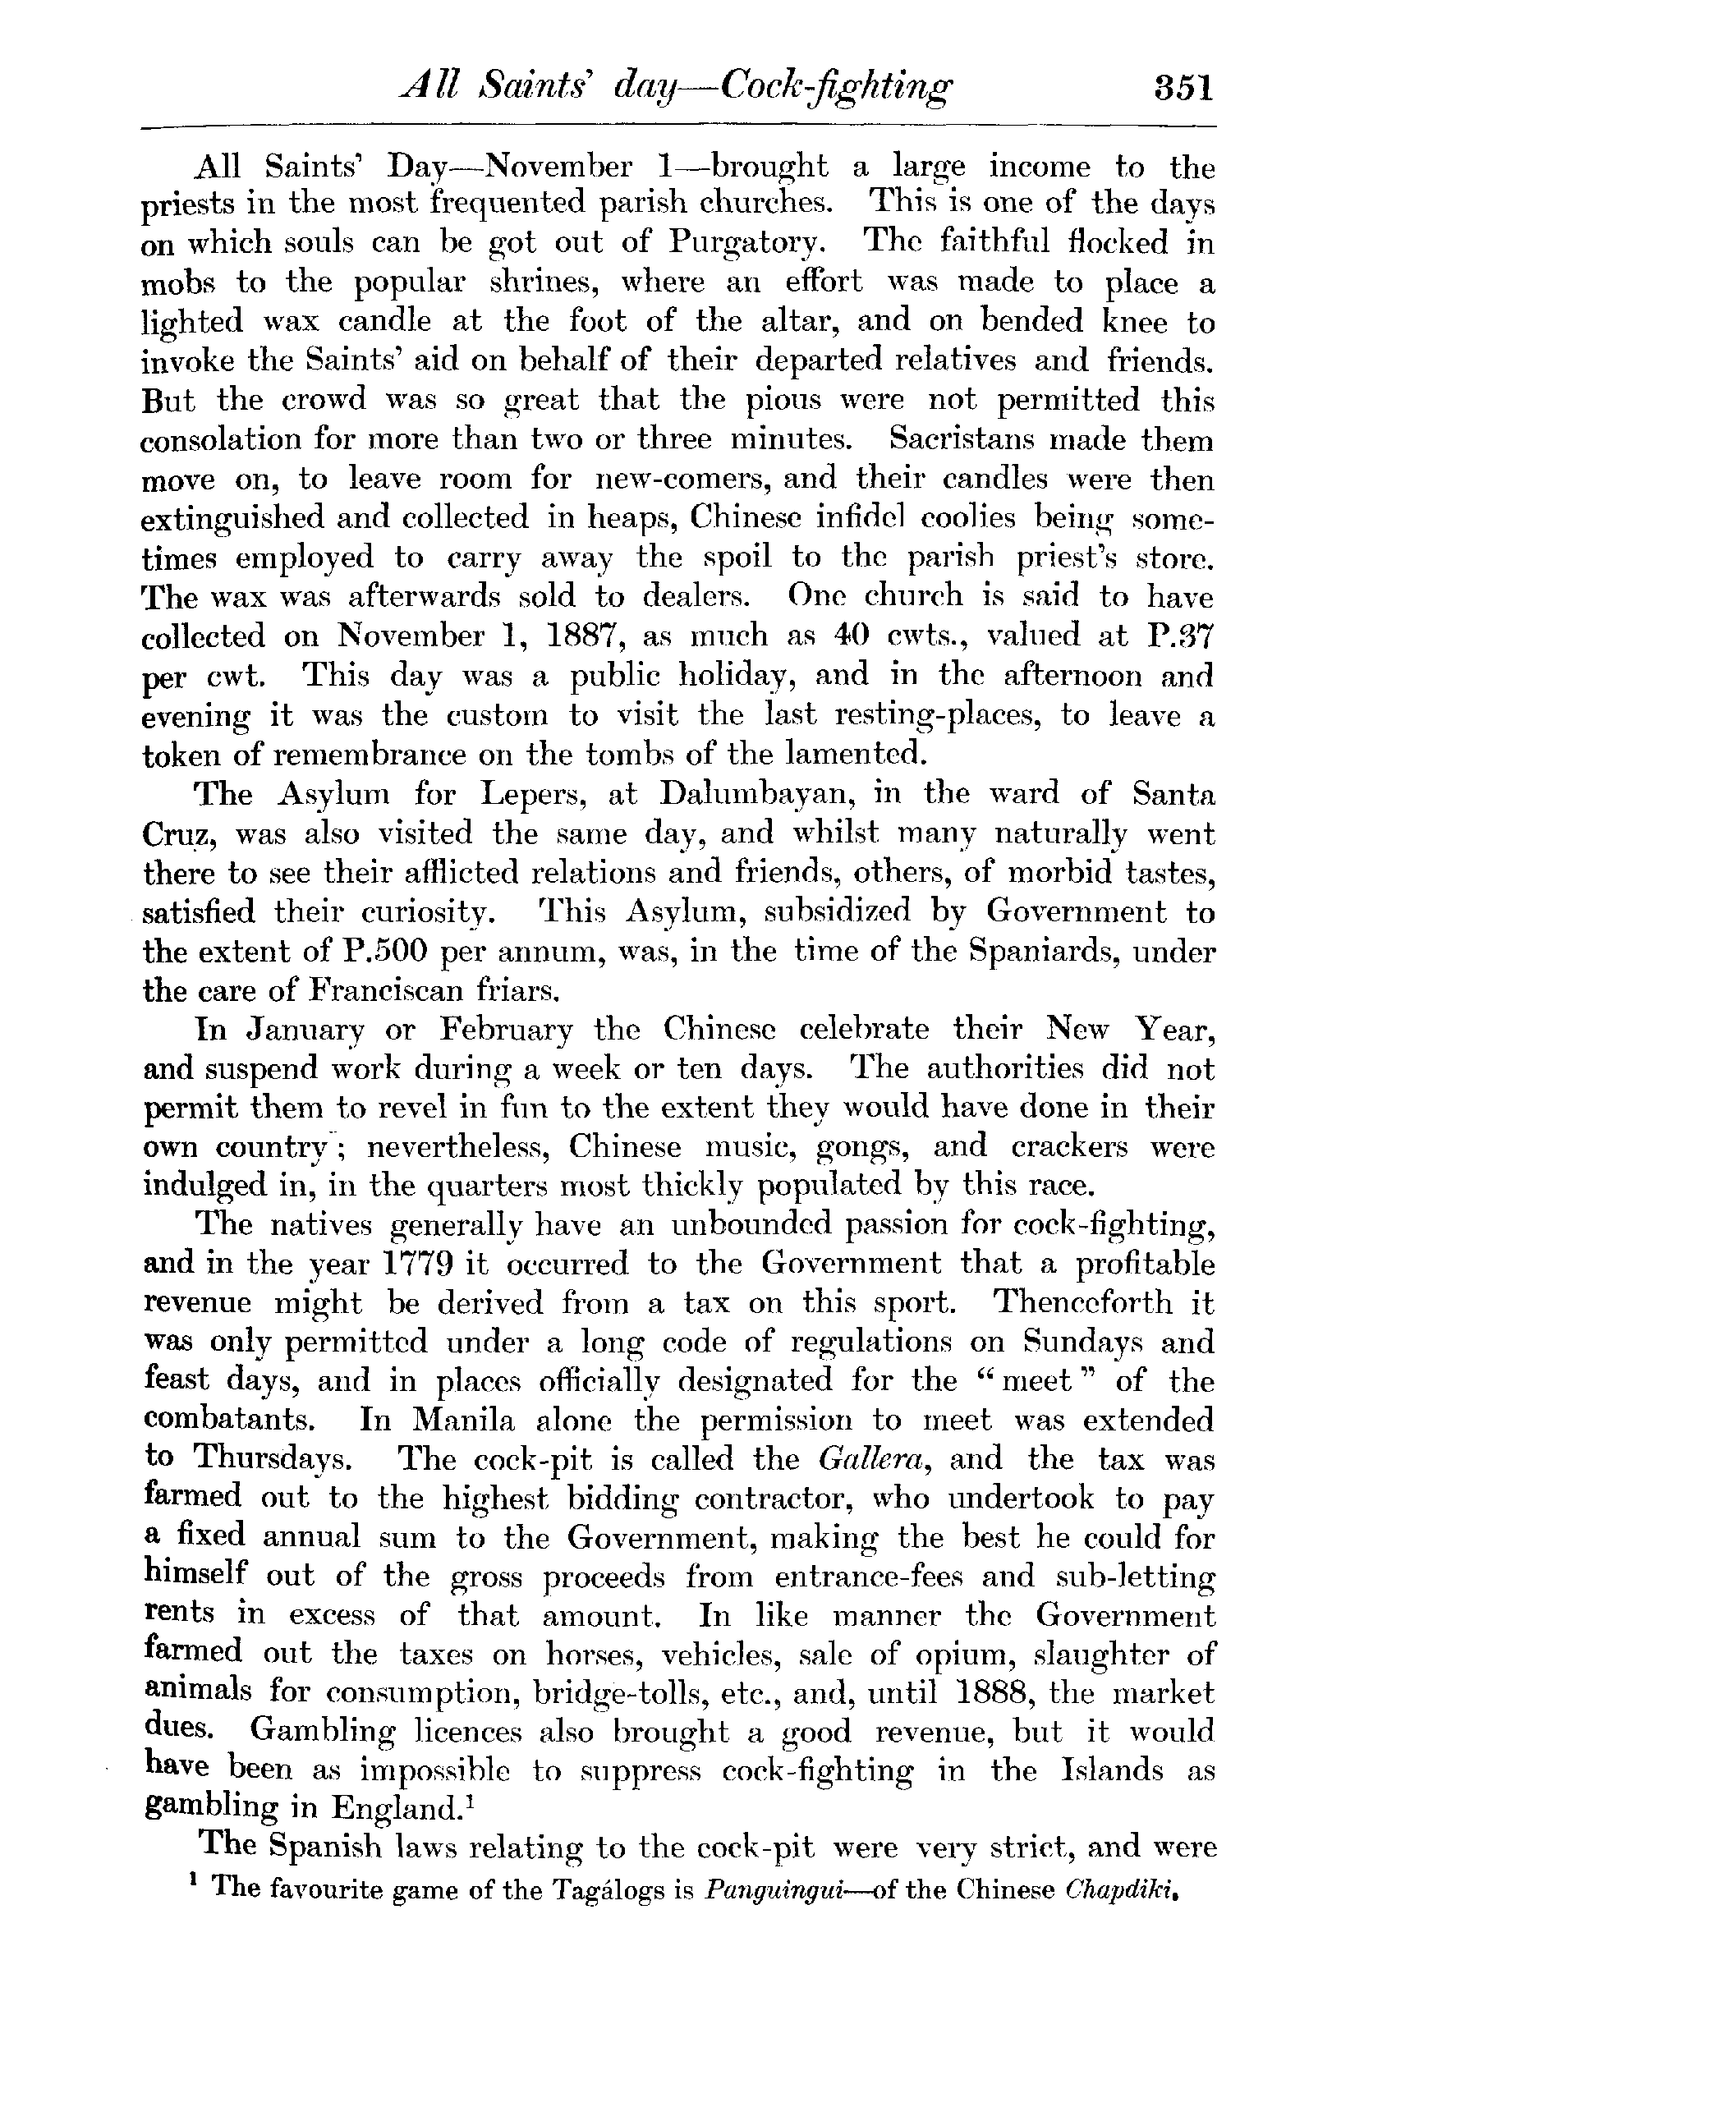 All Saints' day—Cock-fighting 351
All Saints' Day—November 1—brought a large income to the
priests in the most frequented parish churches. This is one of the days
on which souls can be got out of Purgatory. The faithful flocked in
mobs to the popular shrines, where an effort was made to place a
lighted wax candle at the foot of the altar, and on bended knee to
invoke the Saints' aid on behalf of their departed relatives and friends.
But the crowd was so great that the pious were not permitted this
consolation for more than two or three minutes. Sacristans made them
move on, to leave room for new-comers, and their candles were then
extinguished and collected in heaps, Chinese infidel coolies being some-
times employed to carry away the spoil to the parish priest's store.
The wax was afterwards sold to dealers. One church is said to have
collected on November 1, 1887, as much as 40 cwts., valued at P.37
per cwt. This day was a public holiday, and in the afternoon and
evening it was the custom to visit the last resting-places, to leave a
token of remembrance on the tombs of the lamented.
The Asylum for Lepers, at Dalumbayan, in the ward of Santa
Cruz, was also visited the same day, and whilst many naturally went
there to see their afflicted relations and friends, others, of morbid tastes,
satisfied their curiosity. This Asylum, subsidized by Government to
the extent of P.500 per annum, was, in the time of the Spaniards, under
the care of Franciscan friars.
In January or February the Chinese celebrate their New Year,
and suspend work during a week or ten days. The authorities did not
permit them to revel in fun to the extent they would have done in their
own country; nevertheless, Chinese music, gongs, and crackers were
indulged in, in the quarters most thickly populated by this race.
The natives generally have an unbounded passion for cock-fighting,
and in the year 1779 it occurred to the Government that a profitable
revenue might be derived from a tax on this sport. Thenceforth it
was only permitted under a long code of regulations on Sundays and
feast days, and in places officially designated for the "meet" of the
combatants. In Manila alone the permission to meet was extended
to Thursdays. The cock-pit is called the Gallera, and the tax was
farmed out to the highest bidding contractor, who undertook to pay
a fixed annual sum to the Government, making the best he could for
himself out of the gross proceeds from entrance-fees and sub-letting
rents in excess of that amount. In like manner the Government
farmed out the taxes on horses, vehicles, sale of opium, slaughter of
animals for consumption, bridge-tolls, etc., and, until 1888, the market
dues. Gambling licences also brought a good revenue, but it would
have been as impossible to suppress cock-fighting in the Islands as
gambling in England.¹
The Spanish laws relating to the cock-pit were very strict, and were
¹ The favourite game of the Tagálogs is Panguingui—of the Chinese Chapdiki.